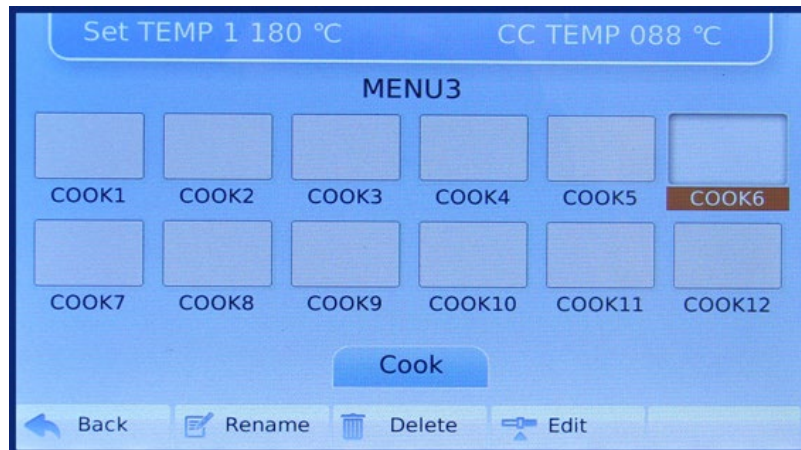 Set TEMP 1 180 ℃ CC TEMP 088 ℃
MENU3
COOK1 COOK2 COOK3 COOK4 COOK5 COOK6
COOK7 COOK8 COOK9 COOK10 COOK11 COOK12
Cook
Back Rename Delete Edit